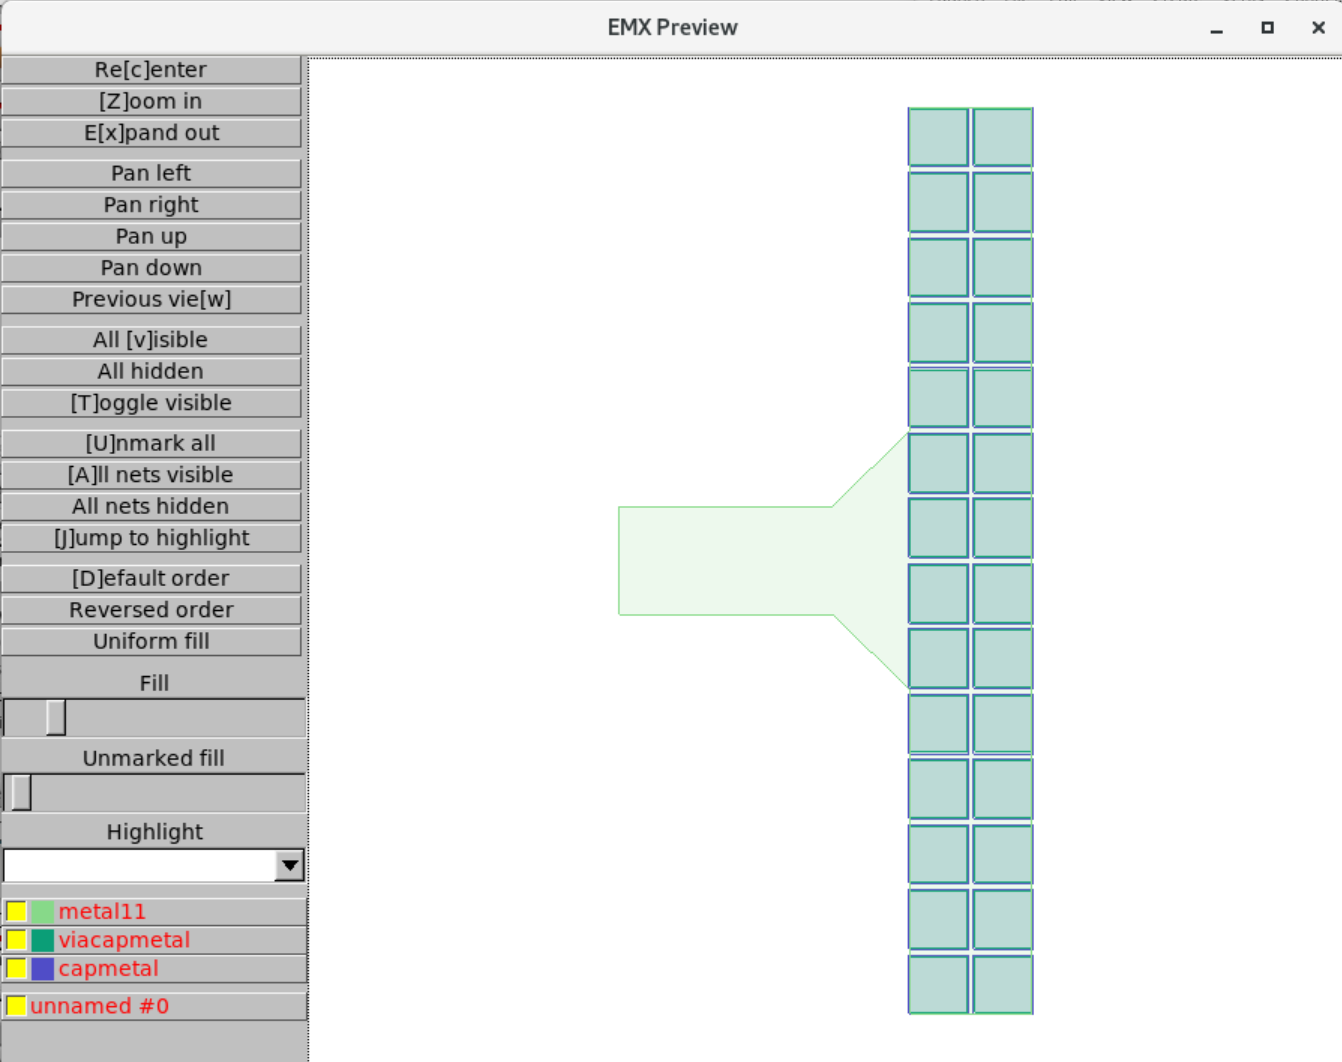 EMX Preview
Re[c]enter
[Z]oom in
E[x]pand out
Pan left
Pan right
Pan up
Pan down
Previous vie[w]
All [v]isible
All hidden
[T]oggle visible
[U]nmark all
[A]ll nets visible
All nets hidden
[J]ump to highlight
[D]efault order
Reversed order
Uniform fill
Fill
Unmarked fill
Highlight
metal11
viacapmetal
capmetal
unnamed #0